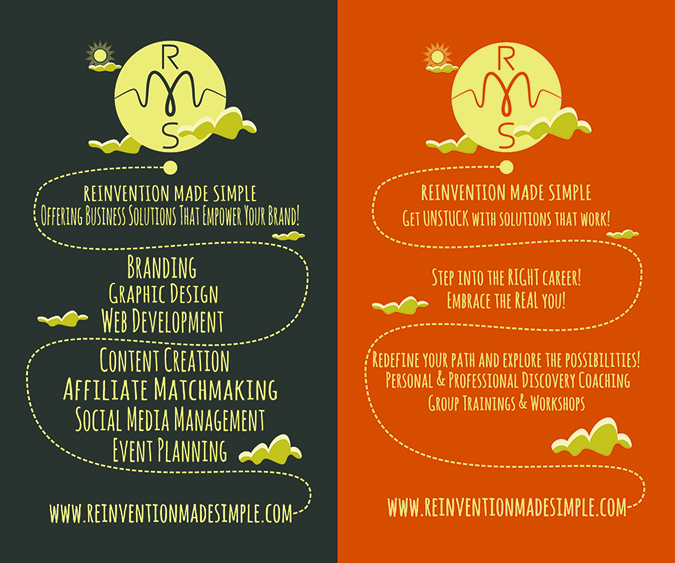 R
M
S
REINVENTION MADE SIMPLE
OFFERING BUSINESS SOLUTIONS THAT EMPOWER YOUR BRAND!
BRANDING
GRAPHIC DESIGN
WEB DEVELOPMENT
CONTENT CREATION
AFFILIATE MATCHMAKING
SOCIAL MEDIA MANAGEMENT
EVENT PLANNING
WWW.REINVENTIONMADESIMPLE.COM
R
M
S
REINVENTION MADE SIMPLE
GET UNSTUCK WITH SOLUTIONS THAT WORK!
STEP INTO THE RIGHT CAREER!
EMBRACE THE REAL YOU!
REDEFINE YOUR PATH AND EXPLORE THE POSSIBILITIES!
PERSONAL & PROFESSIONAL DISCOVERY COACHING
GROUP TRAININGS & WORKSHOPS
WWW.REINVENTIONMADESIMPLE.COM